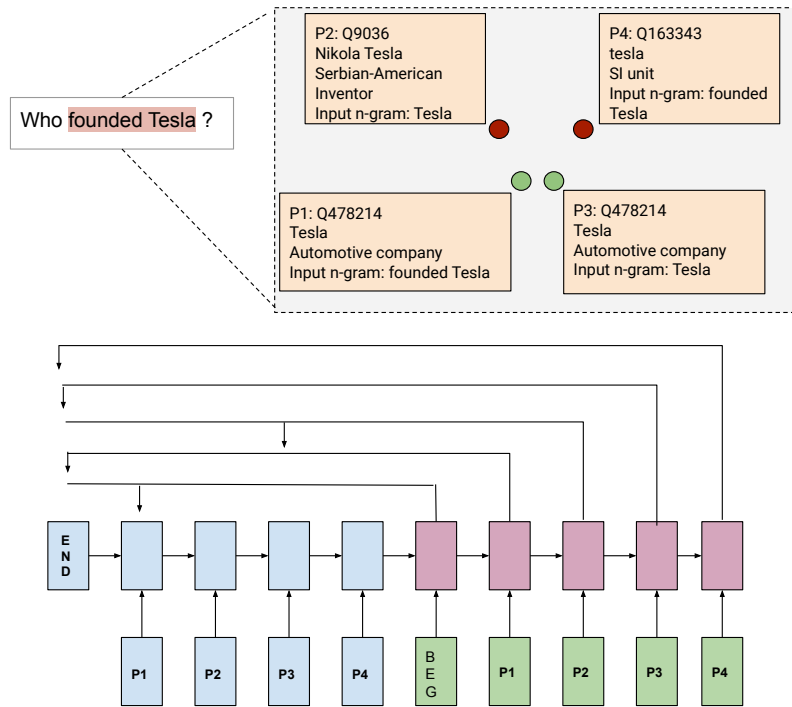 P2: Q9036
Nikola Tesla
Serbian-American
Inventor
Input n-gram: Tesla
P4: Q163343
tesla
SI unit
Input n-gram: founded
Tesla
Who founded Tesla ?
P1: Q478214
Tesla
Automotive company
Input n-gram: founded Tesla
P3: Q478214
Tesla
Automotive company
Input n-gram: Tesla
E
N
D
P1
P2
P3
P4
B
E
G
P1
P2
P3
P4